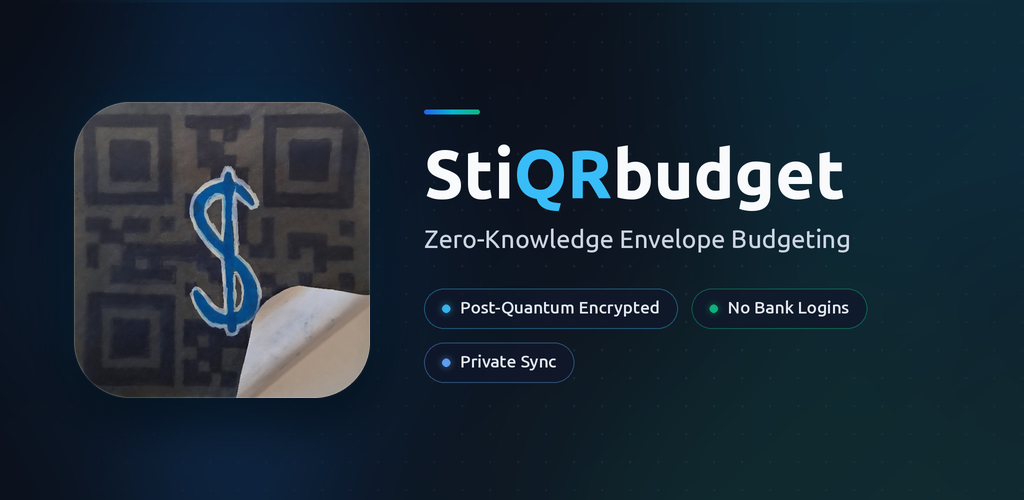 $
StiQRbudget
Zero-Knowledge Envelope Budgeting
Post-Quantum Encrypted
No Bank Logins
Private Sync